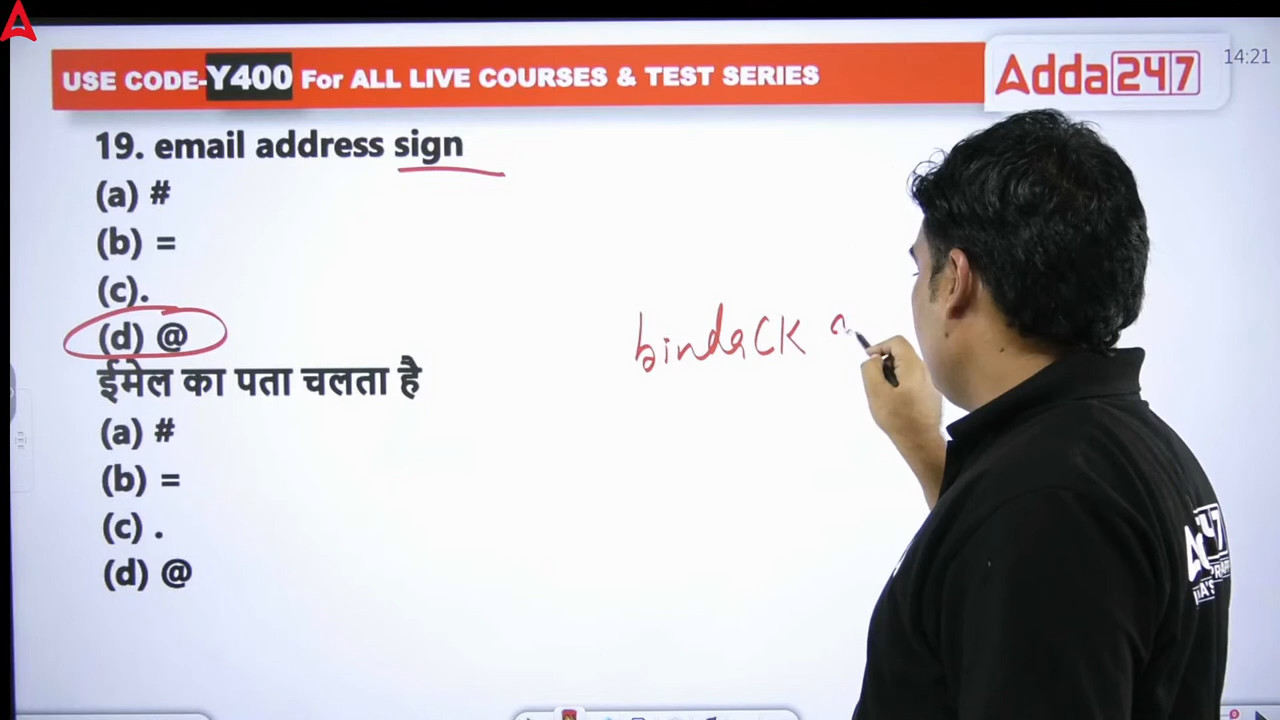 USE CODE-Y400 For ALL LIVE COURSES & TEST SERIES
Adda247
14:21
19. email address sign
(a) #
(b) =
(c).
(d) @
ईमेल का पता चलता है
(a) #
(b) =
(c) .
(d) @
bindaCK